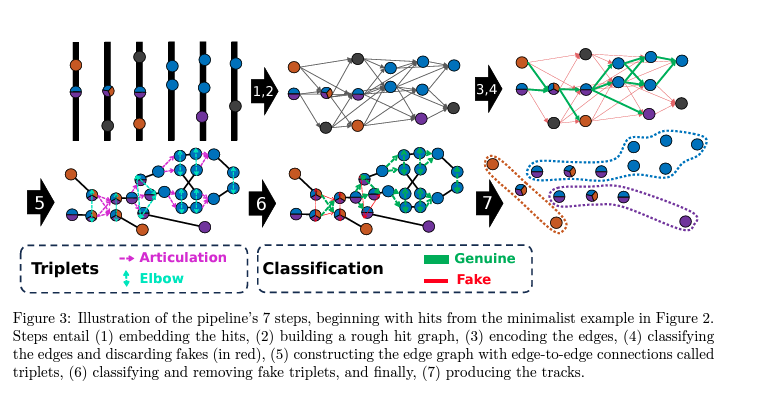 1,2
3,4
5
6
7
Triplets
Articulation
Elbow
Classification
Genuine
Fake
Figure 3: Illustration of the pipeline's 7 steps, beginning with hits from the minimalist example in Figure 2.
Steps entail (1) embedding the hits, (2) building a rough hit graph, (3) encoding the edges, (4) classifying
the edges and discarding fakes (in red), (5) constructing the edge graph with edge-to-edge connections called
triplets, (6) classifying and removing fake triplets, and finally, (7) producing the tracks.